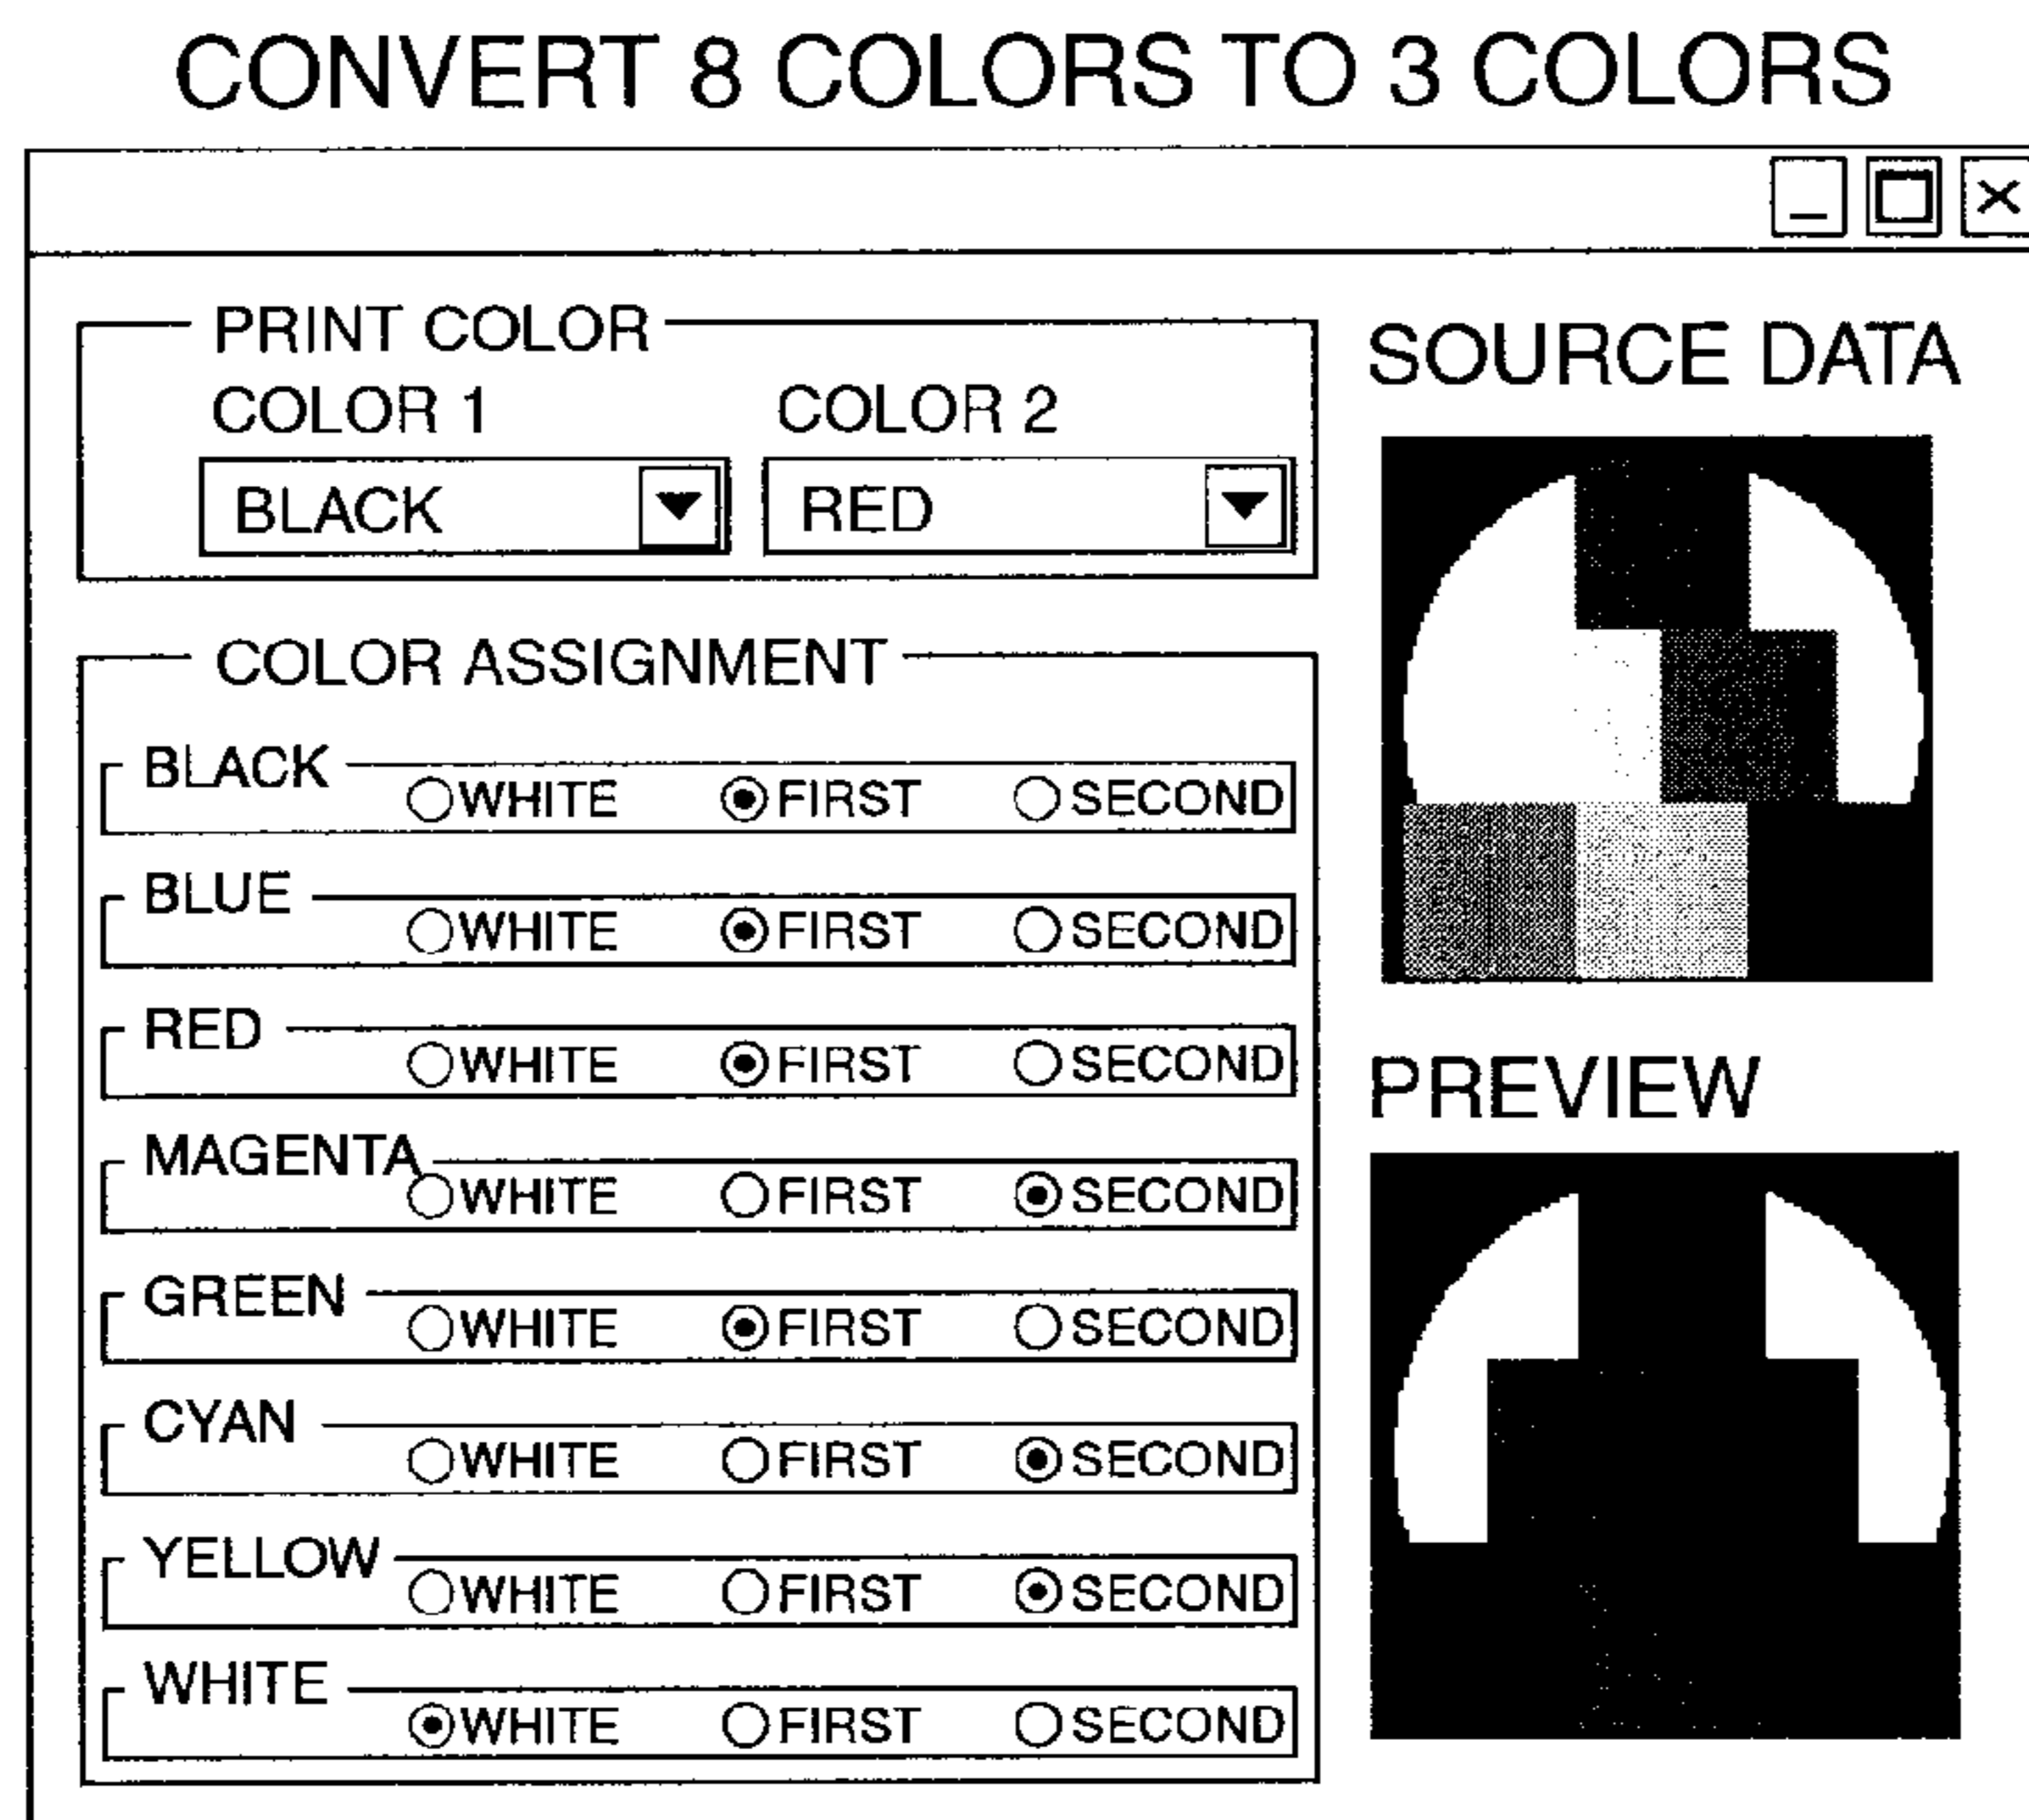 CONVERT 8 COLORS TO 3 COLORS
PRINT COLOR
COLOR 1 COLOR 2
BLACK RED
COLOR ASSIGNMENT
BLACK
WHITE FIRST SECOND
BLUE
WHITE FIRST SECOND
RED
WHITE FIRST SECOND
MAGENTA
WHITE FIRST SECOND
GREEN
WHITE FIRST SECOND
CYAN
WHITE FIRST SECOND
YELLOW
WHITE FIRST SECOND
WHITE
WHITE FIRST SECOND
SOURCE DATA
PREVIEW